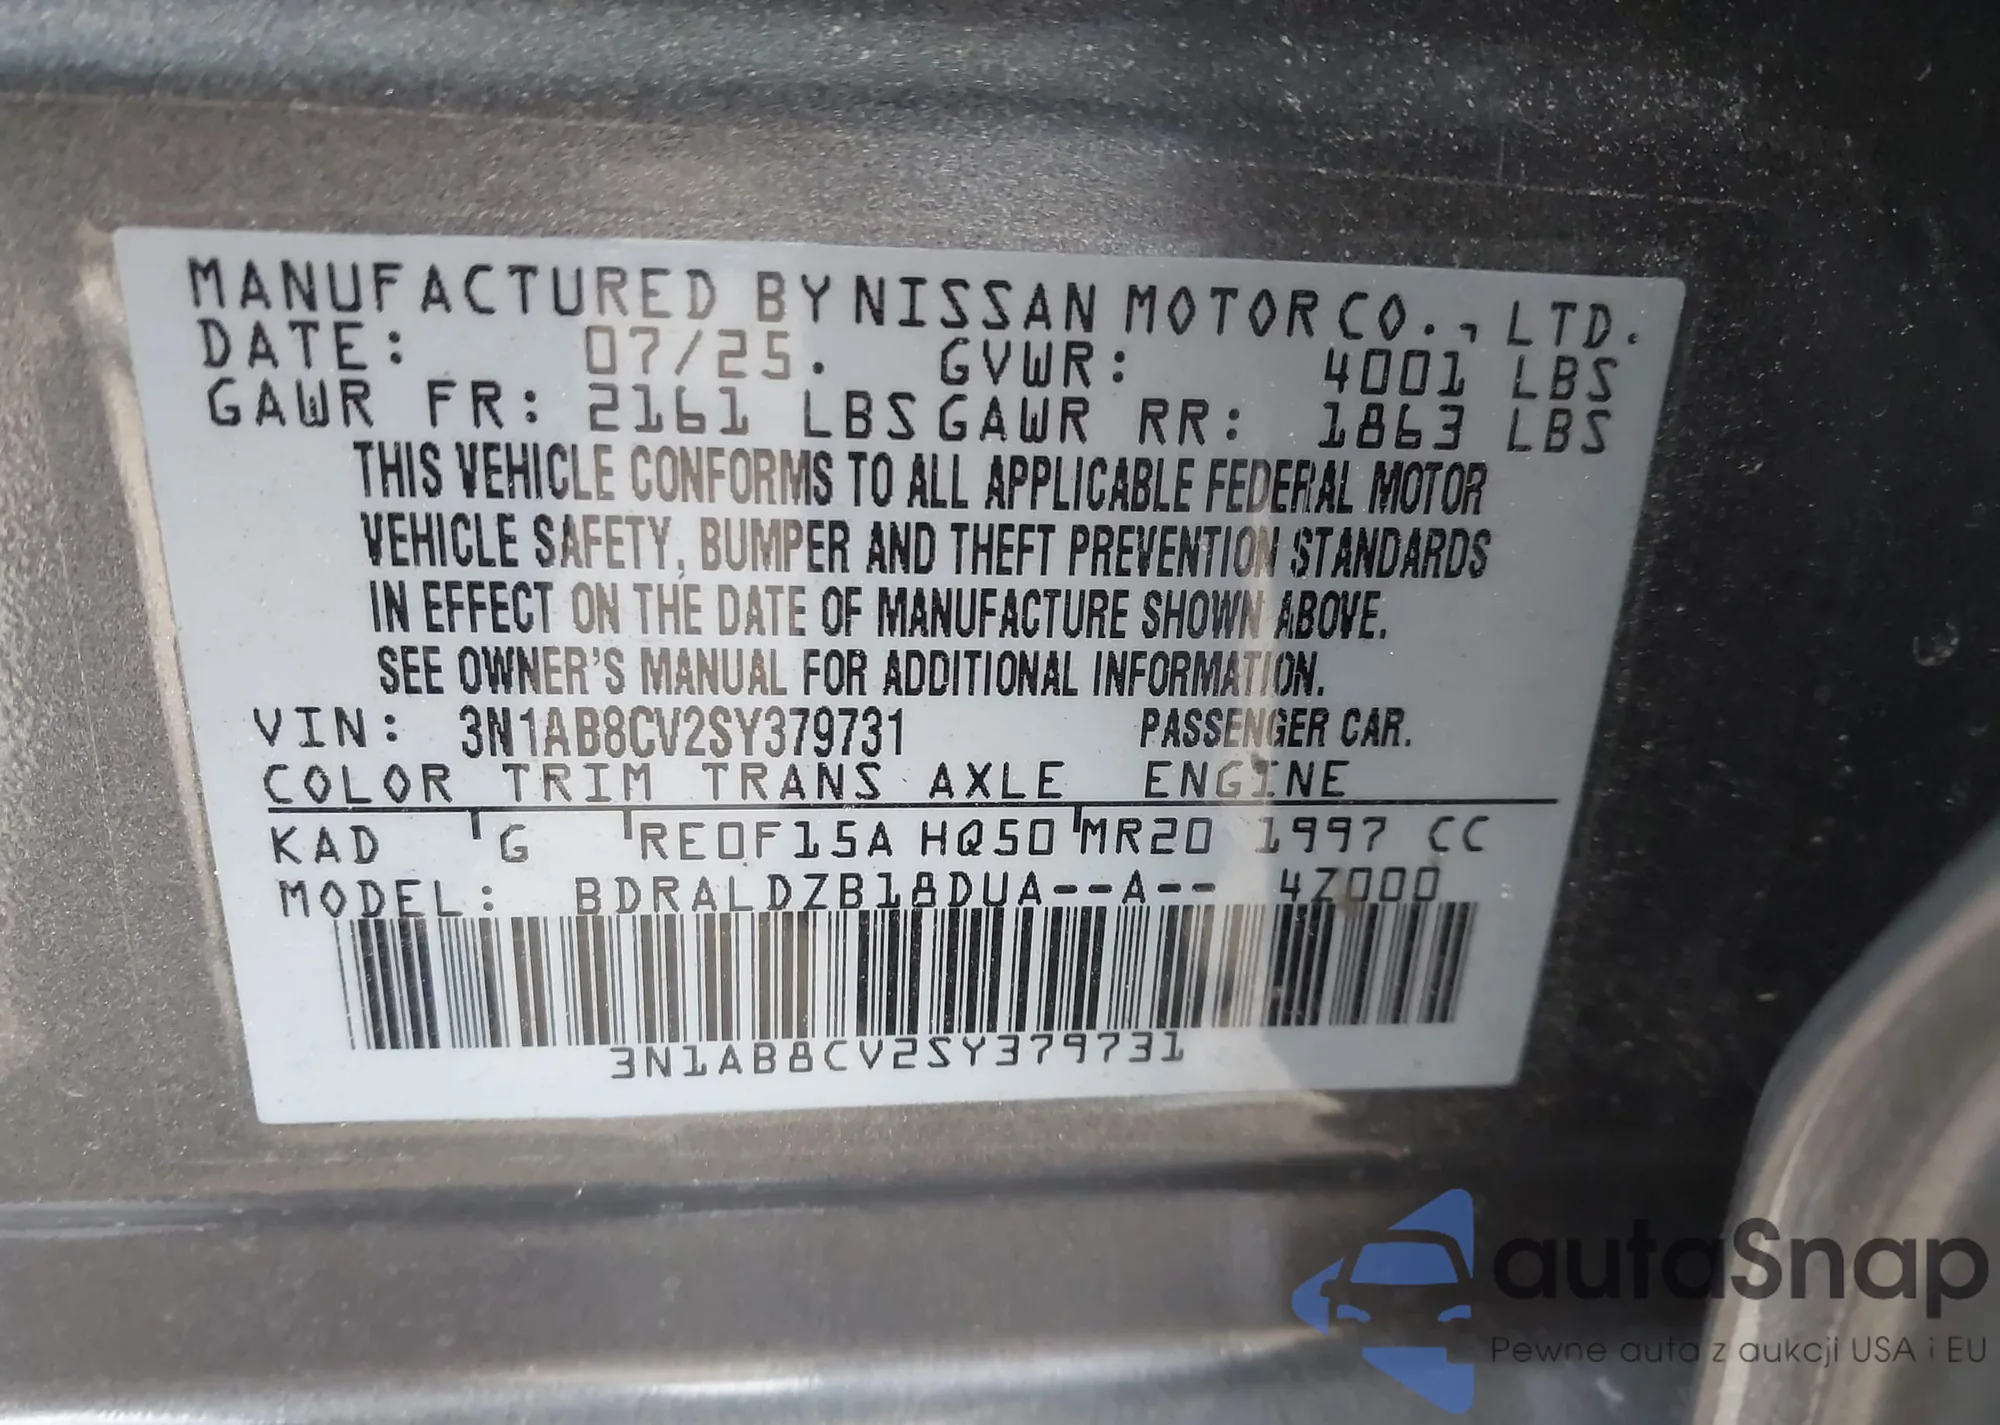 MANUFACTURED BY NISSAN MOTOR CO., LTD.
DATE: 07/25. GVWR: 4001 LBS
GAWR FR: 2161 LBS GAWR RR: 1863 LBS
THIS VEHICLE CONFORMS TO ALL APPLICABLE FEDERAL MOTOR
VEHICLE SAFETY, BUMPER AND THEFT PREVENTION STANDARDS
IN EFFECT ON THE DATE OF MANUFACTURE SHOWN ABOVE.
SEE OWNER'S MANUAL FOR ADDITIONAL INFORMATION.
VIN: 3N1AB8CV2SY379731 PASSENGER CAR.
COLOR TRIM TRANS AXLE ENGINE
KAD G RE0F15A HQ50 MR20 1997 CC
MODEL: BDRALDZB18DUA--A-- 4Z000
3N1AB8CV2SY379731
autaSnap
Pewne auta z aukcji USA i EU